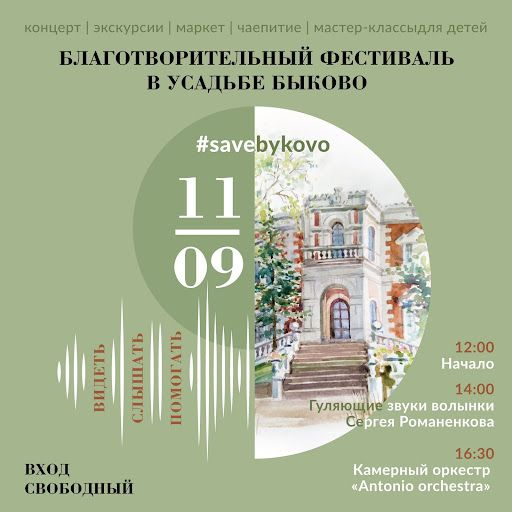 концерт | экскурсии | маркет | чаепитие | мастер-классыдля детей
БЛАГОТВОРИТЕЛЬНЫЙ ФЕСТИВАЛЬ
В УСАДЬБЕ БЫКОВО
#savebykovo
11
09
ВИДЕТЬ
СЛЫШАТЬ
ПОМОГАТЬ
12:00
Начало
14:00
Гуляющие звуки волынки
Сергея Романенкова
16:30
Камерный оркестр
«Antonio orchestra»
ВХОД
СВОБОДНЫЙ